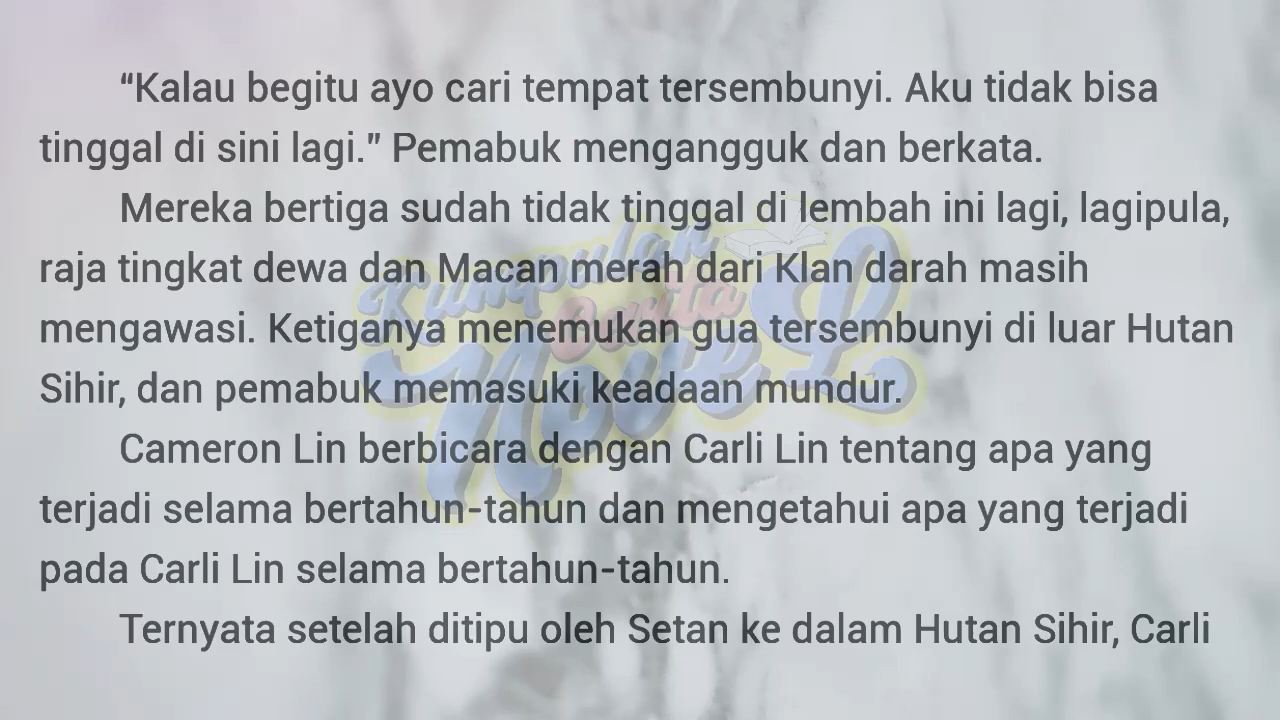 “Kalau begitu ayo cari tempat tersembunyi. Aku tidak bisa
tinggal di sini lagi.” Pemabuk mengangguk dan berkata.
Mereka bertiga sudah tidak tinggal di lembah ini lagi, lagipula,
raja tingkat dewa dan Macan merah dari Klan darah masih
mengawasi. Ketiganya menemukan gua tersembunyi di luar Hutan
Sihir, dan pemabuk memasuki keadaan mundur.
Cameron Lin berbicara dengan Carli Lin tentang apa yang
terjadi selama bertahun-tahun dan mengetahui apa yang terjadi
pada Carli Lin selama bertahun-tahun.
Ternyata setelah ditipu oleh Setan ke dalam Hutan Sihir, Carli
Kumpulan
Cerita
Novel